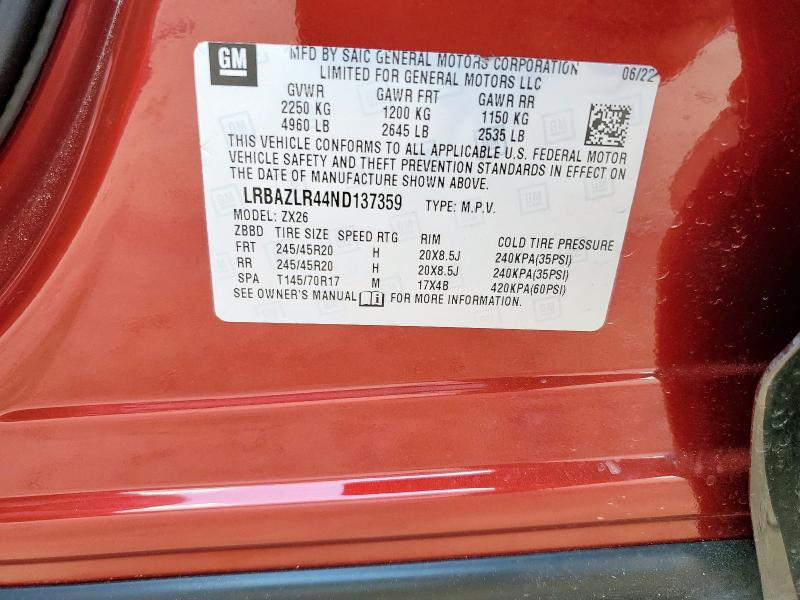 GM
MFD BY SAIC GENERAL MOTORS CORPORATION 06/22
LIMITED FOR GENERAL MOTORS LLC
GVWR GAWR FRT GAWR RR
2250 KG 1200 KG 1150 KG
4960 LB 2645 LB 2535 LB
THIS VEHICLE CONFORMS TO ALL APPLICABLE U.S. FEDERAL MOTOR
VEHICLE SAFETY AND THEFT PREVENTION STANDARDS IN EFFECT ON
THE DATE OF MANUFACTURE SHOWN ABOVE.
LRBAZLR44ND137359 TYPE: M.P.V.
MODEL: ZX26
ZBBD TIRE SIZE SPEED RTG RIM COLD TIRE PRESSURE
FRT 245/45R20 H 20X8.5J 240KPA(35PSI)
RR 245/45R20 H 20X8.5J 240KPA(35PSI)
SPA T145/70R17 M 17X4B 420KPA(60PSI)
SEE OWNER'S MANUAL FOR MORE INFORMATION.